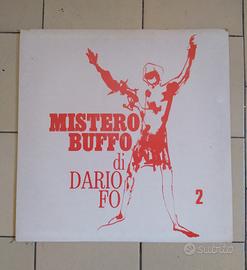 MISTERO
BUFFO
di
DARIO
FO
2
subito